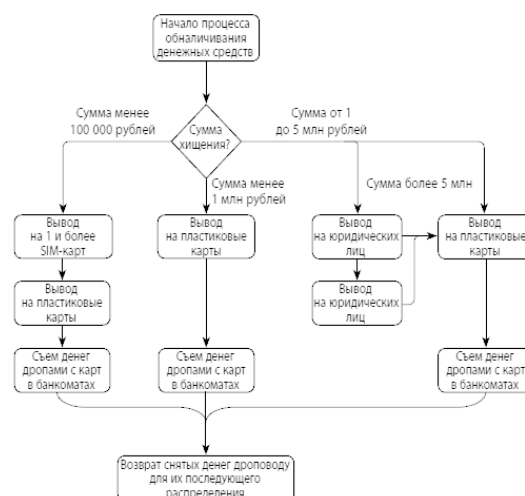 Начало процесса
обналичивания
денежных средств
Сумма менее
100 000 рублей
Сумма
хищения?
Сумма от 1
до 5 млн рублей
Сумма менее
1 млн рублей
Сумма более 5 млн
Вывод
на 1 и более
SIM-карт
Вывод
на пластиковые
карты
Вывод
на юридических
лиц
Вывод
на пластиковые
карты
Вывод
на пластиковые
карты
Вывод
на юридических
лиц
Съем денег
дропами с карт
в банкоматах
Съем денег
дропами с карт
в банкоматах
Съем денег
дропами с карт
в банкоматах
Возврат снятых денег дроповоду
для их последующего
распределения